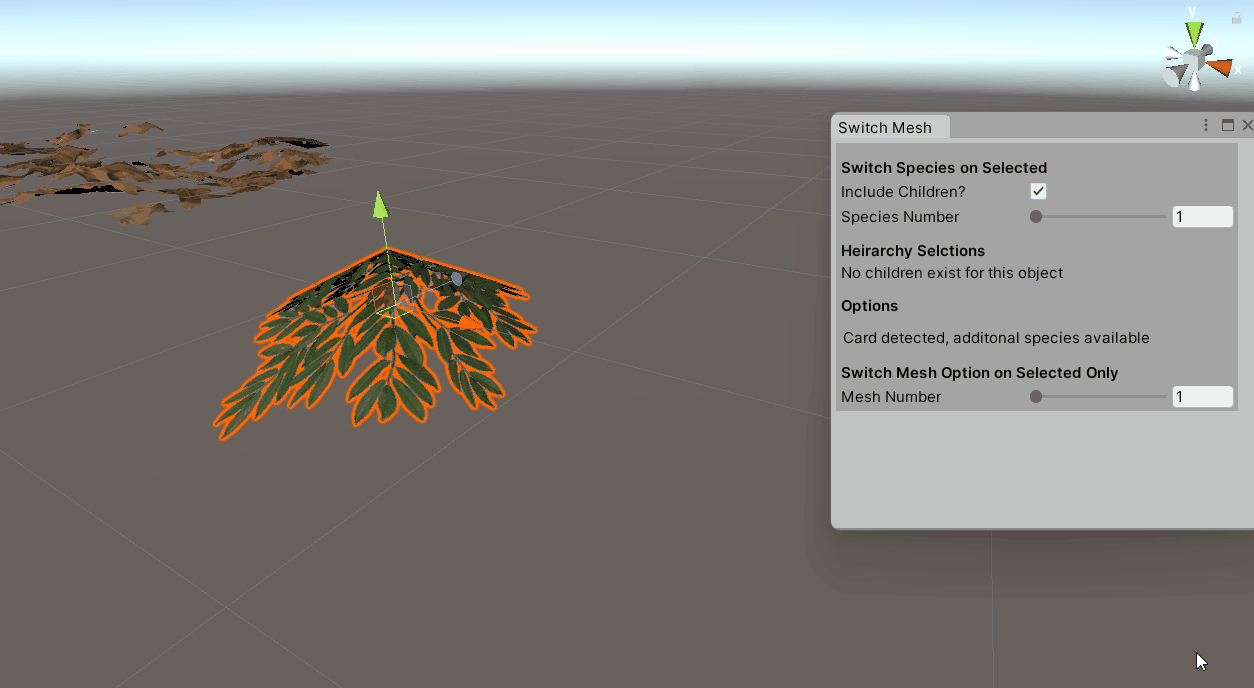 y
x
Switch Mesh
Switch Species on Selected
Include Children?
Species Number 1
Heirarchy Selctions
No children exist for this object
Options
Card detected, additonal species available
Switch Mesh Option on Selected Only
Mesh Number 1